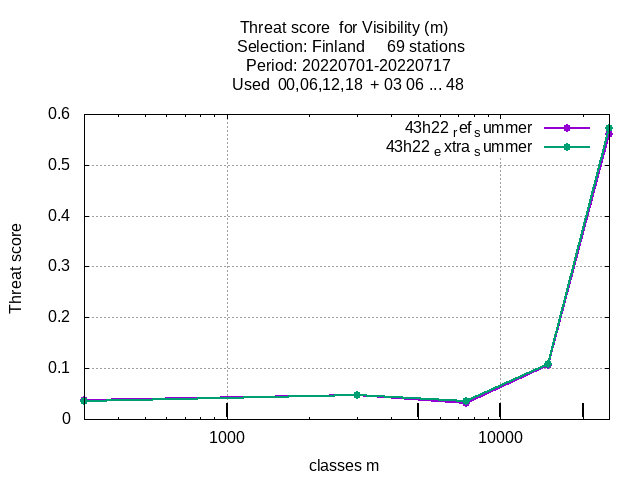 Threat score  for Visibility (m)
Selection: Finland     69 stations
Period: 20220701-20220717
Used  00,06,12,18  + 03 06 ... 48
43h22 ref summer
43h22 extra summer
0.6
0.5
0.4
0.3
0.2
0.1
0
Threat score
1000
10000
classes m